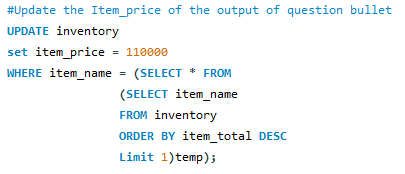 #Update the Item_price of the output of question bullet
UPDATE inventory
set item_price = 110000
WHERE item_name = (SELECT * FROM
(SELECT item_name
FROM inventory
ORDER BY item_total DESC
Limit 1)temp);